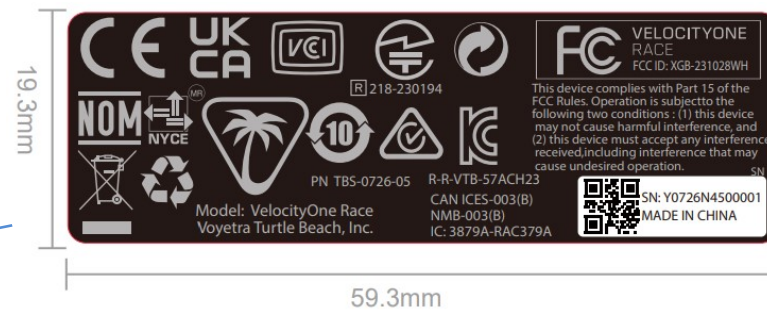 CE
UK
CA
VCI
FC
VELOCITYONE
RACE
FCC ID: XGB-231028WH
R 218-230194
This device complies with Part 15 of the
FCC Rules. Operation is subjectto the
following two conditions : (1) this device
may not cause harmful interference, and
(2) this device must accept any interference
received,including interference that may
cause undesired operation.
SN
NOM
MR
NYCE
10
PN TBS-0726-05
R-R-VTB-57ACH23
Model: VelocityOne Race
Voyetra Turtle Beach, Inc.
CAN ICES-003(B)
NMB-003(B)
IC: 3879A-RAC379A
SN: Y0726N4500001
MADE IN CHINA
19.3mm
59.3mm